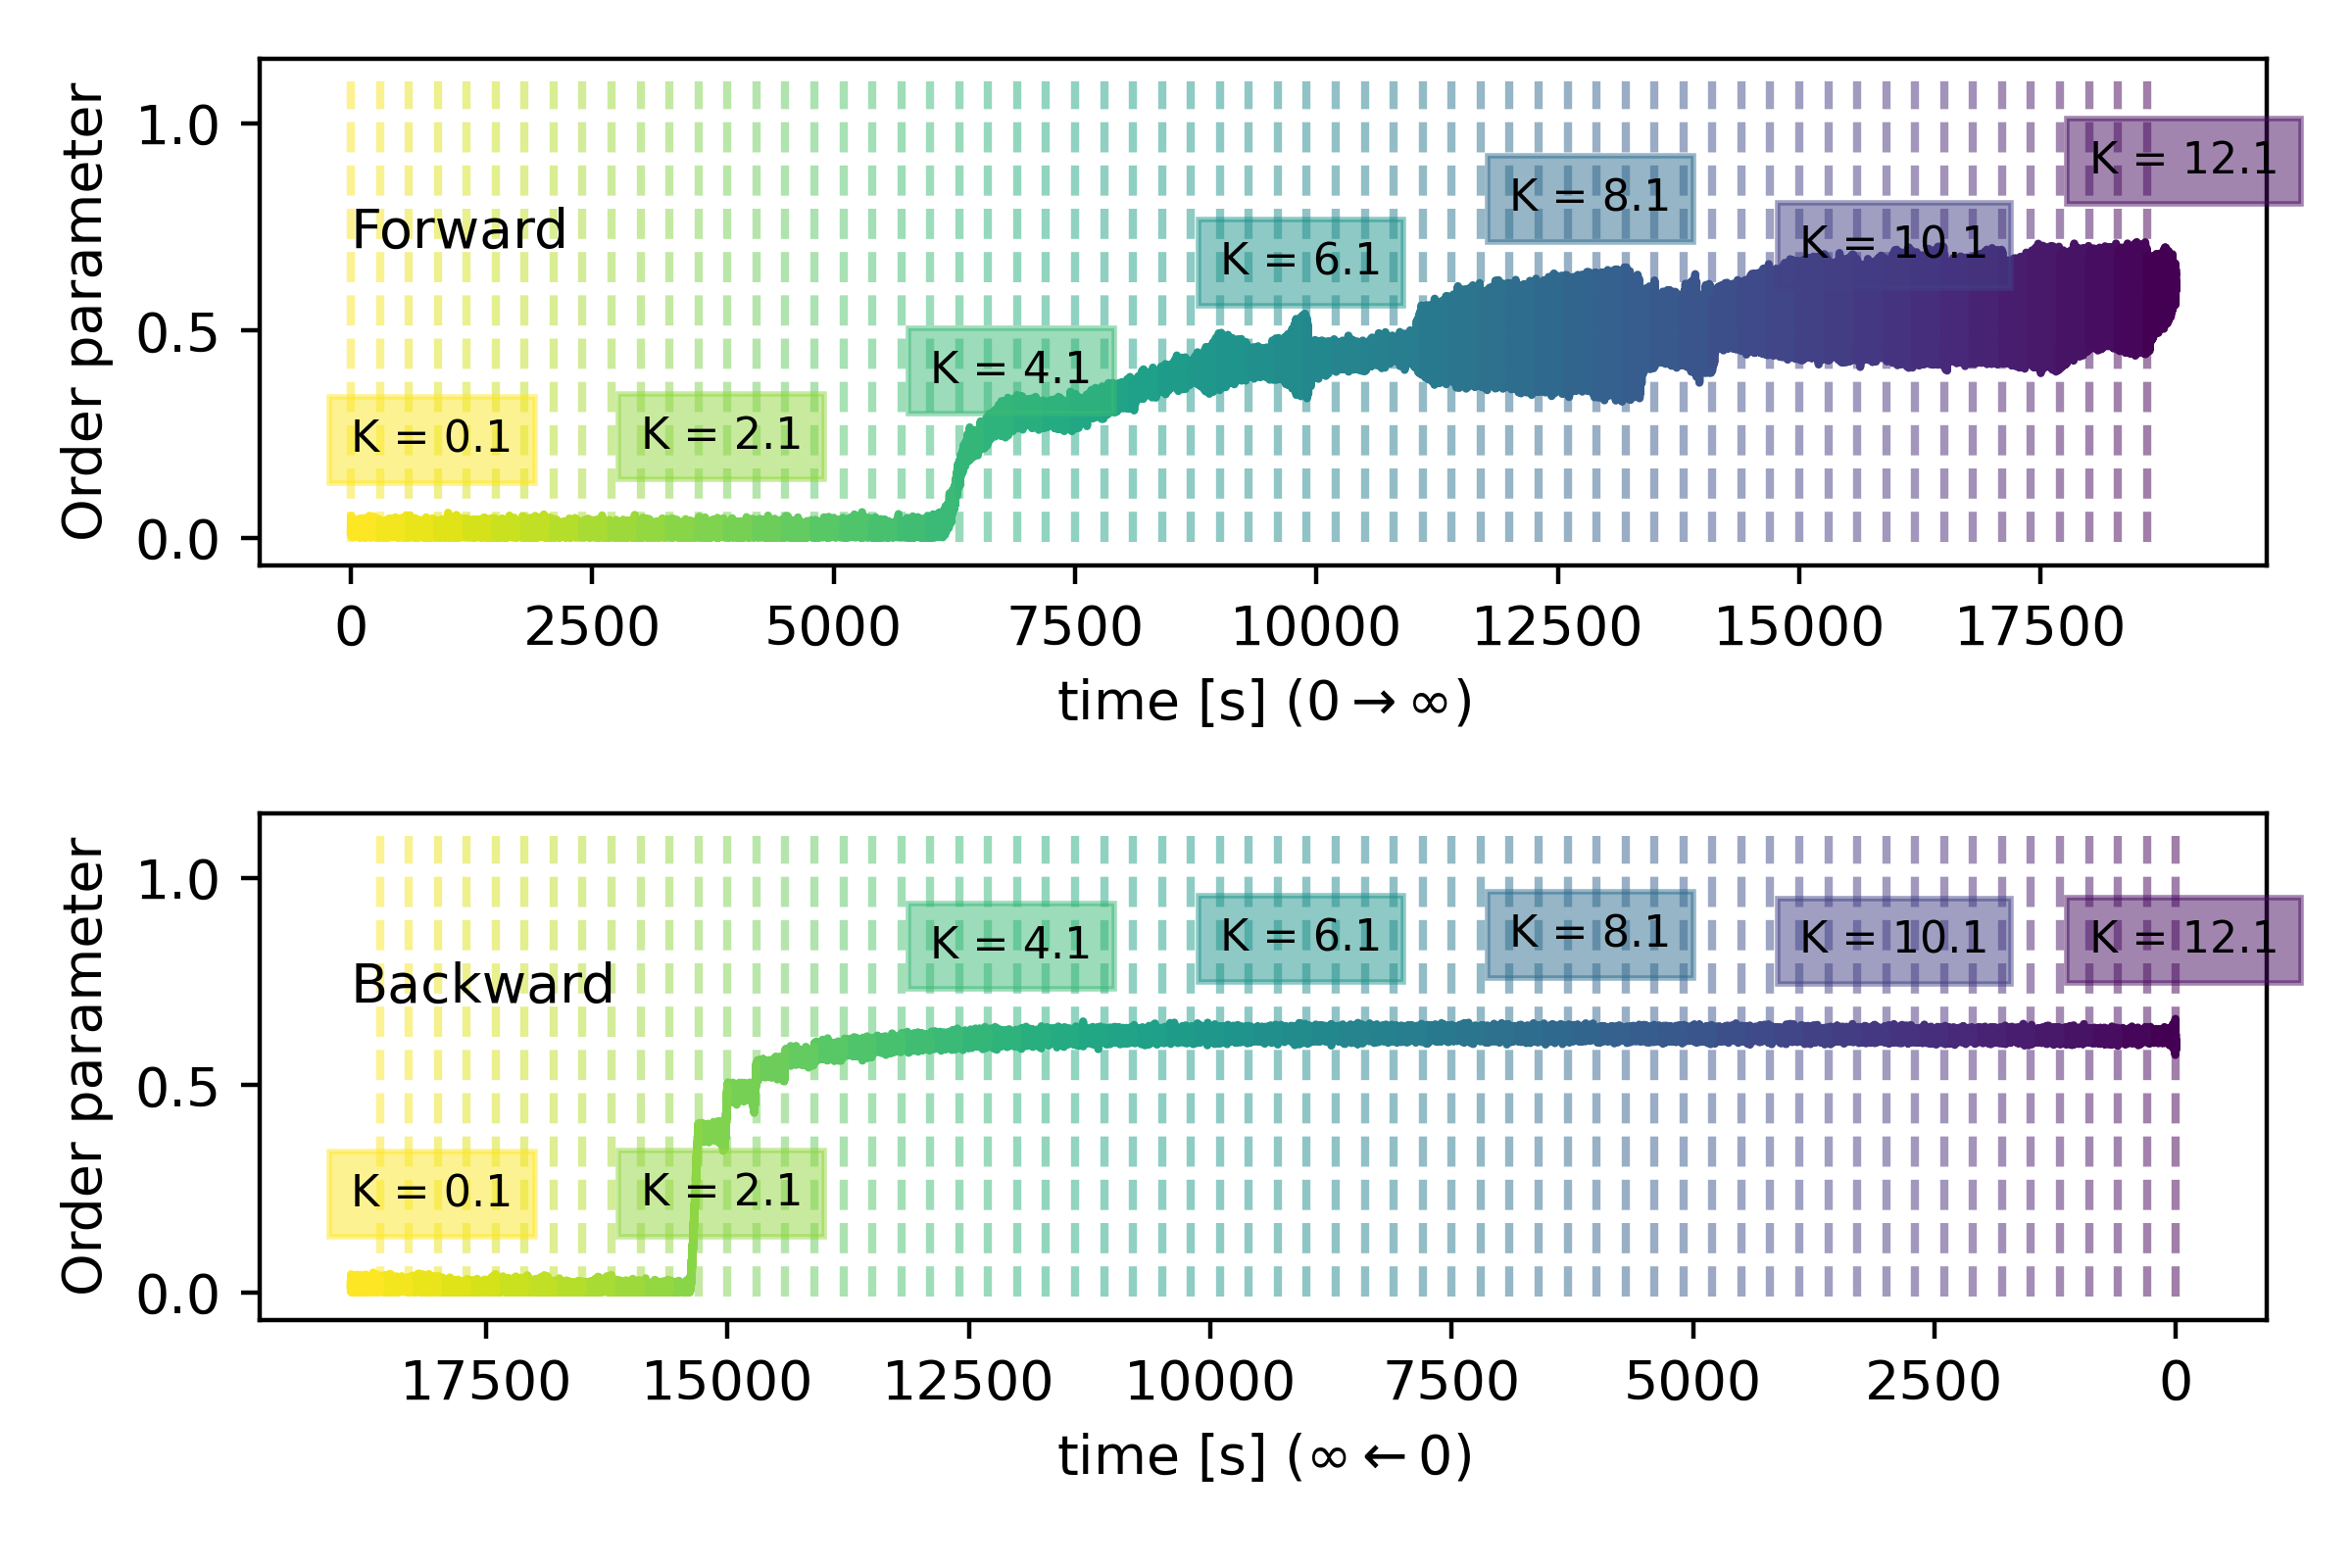 Order parameter
1.0
0.5
0.0
Forward
K = 0.1
K = 2.1
K = 4.1
K = 6.1
K = 8.1
K = 10.1
K = 12.1
0 2500 5000 7500 10000 12500 15000 17500
time [s] (0 → ∞)
Order parameter
1.0
0.5
0.0
Backward
K = 0.1
K = 2.1
K = 4.1
K = 6.1
K = 8.1
K = 10.1
K = 12.1
17500 15000 12500 10000 7500 5000 2500 0
time [s] (∞ ← 0)